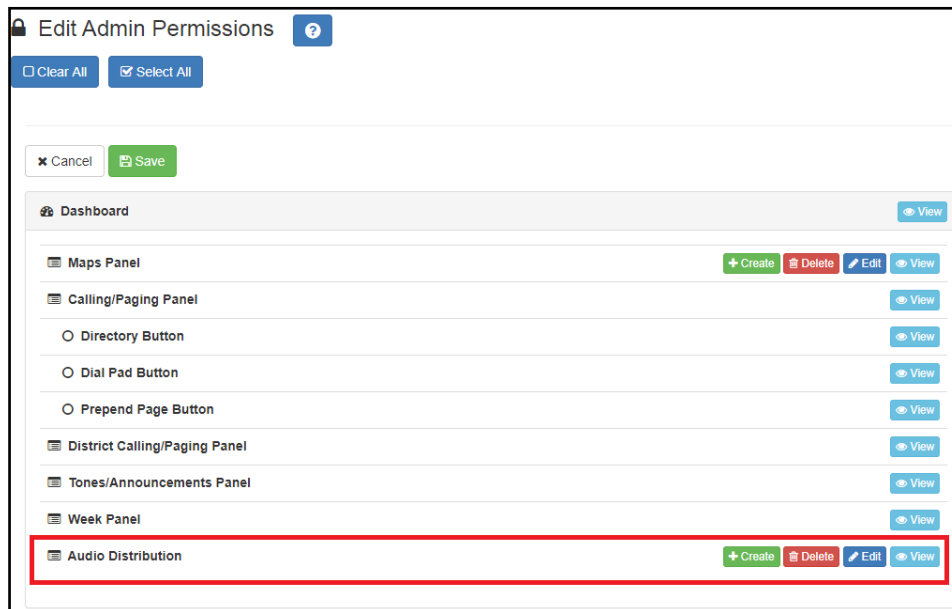 Edit Admin Permissions ?
Clear All Select All
Cancel Save
Dashboard View
Maps Panel Create Delete Edit View
Calling/Paging Panel View
Directory Button View
Dial Pad Button View
Prepend Page Button View
District Calling/Paging Panel View
Tones/Announcements Panel View
Week Panel View
Audio Distribution Create Delete Edit View